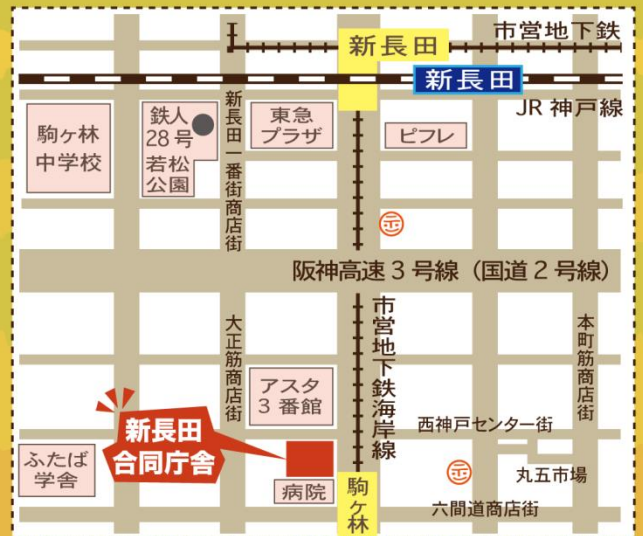 市営地下鉄
新長田
新長田
JR 神戸線
駒ヶ林
中学校
鉄人
28 号
若松
公園
新長田一番街商店街
東急
プラザ
ピフレ
阪神高速 3 号線（国道 2 号線）
大正筋商店街
市営地下鉄海岸線
本町筋商店街
アスタ
3 番館
新長田
合同庁舎
西神戸センター街
ふたば
学舎
病院
駒ヶ林
丸五市場
六間道商店街